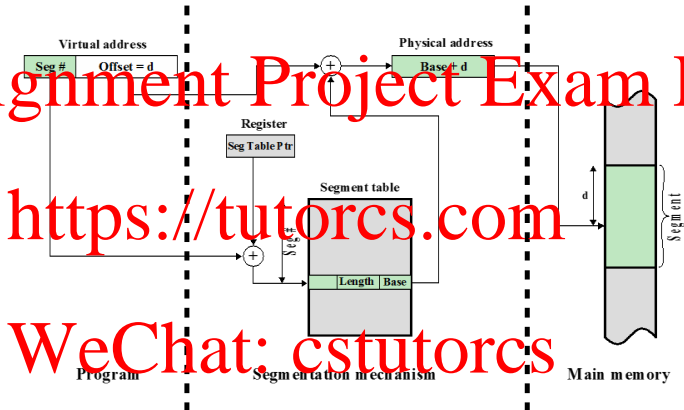 Virtual address
Seg #
Offset = d
Physical address
Base + d
Assignment Project Exam
Register
Seg Table Ptr
Segment table
Seg #
Length
Base
https://tutorcs.com
d
Segment
WeChat: cstutorcs
Program
Segmentation mechanism
Main memory